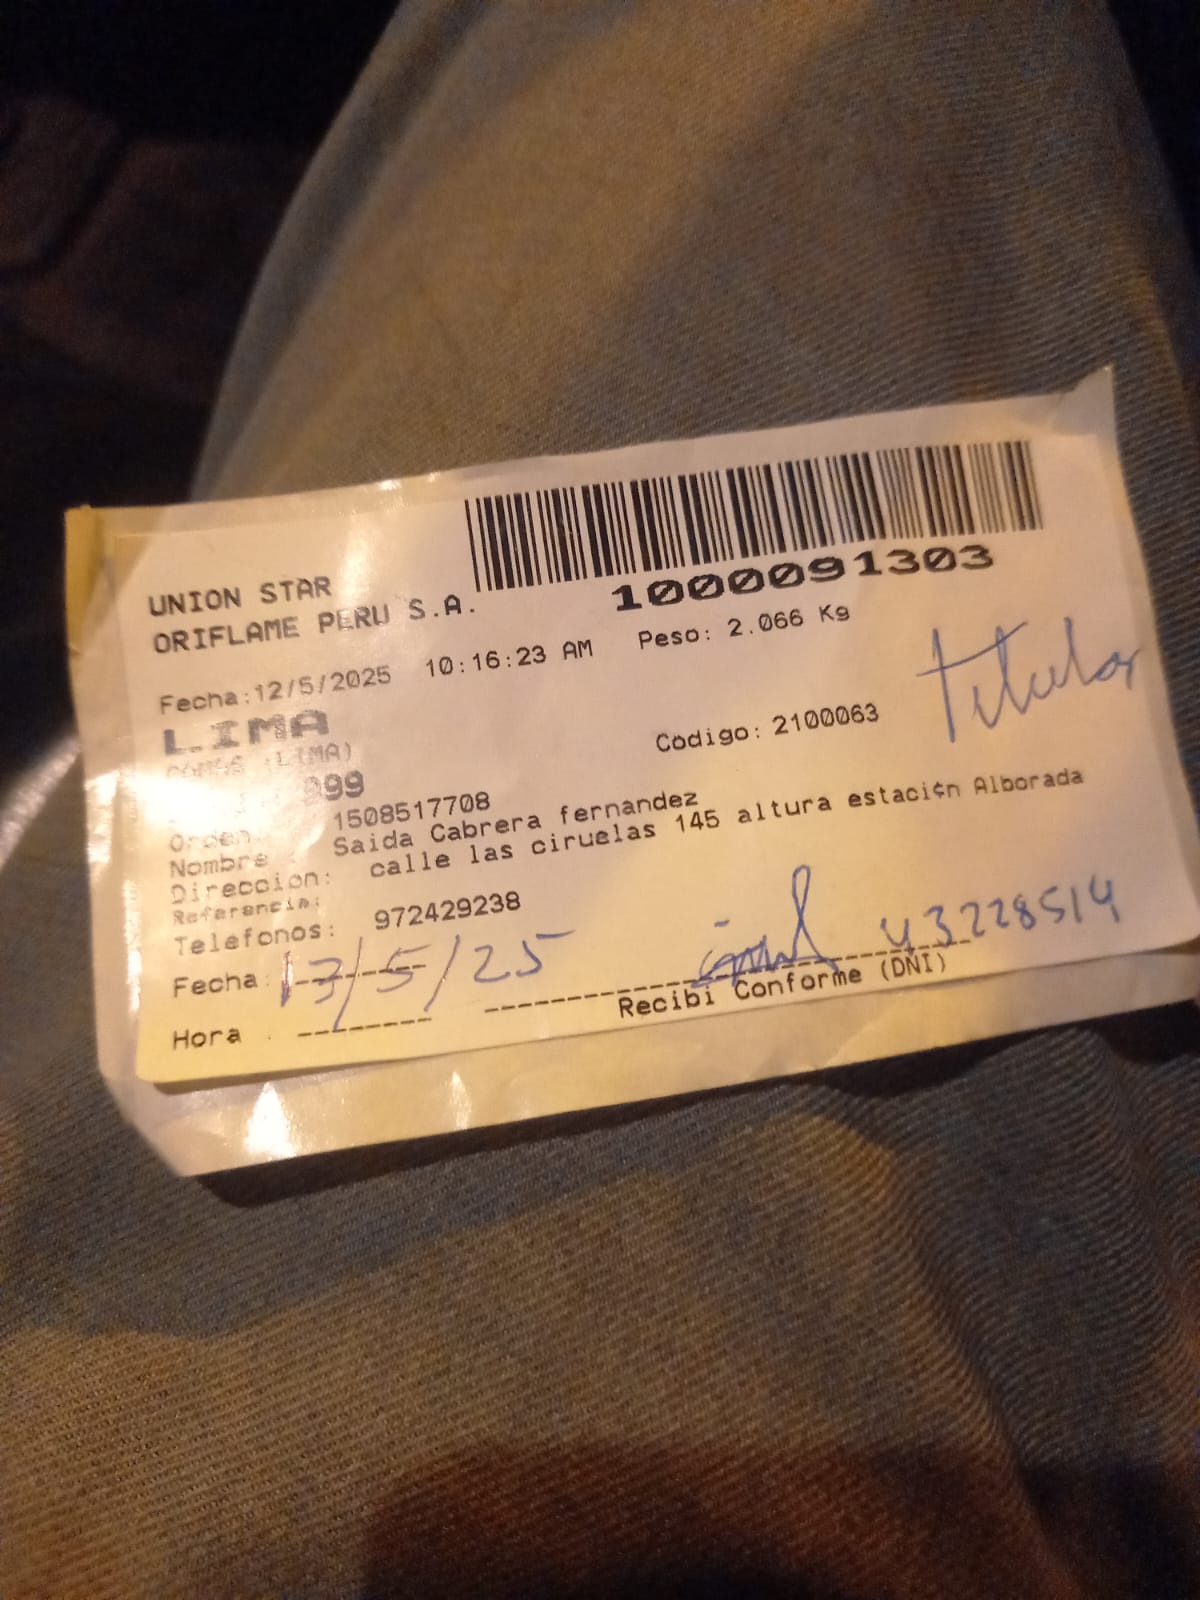 1000091303
UNION STAR
ORIFLAME PERU S.A.
Fecha:12/5/2025 10:16:23 AM Peso: 2.066 Kg
LIMA
COMAS (LIMA) Codigo: 2100063 titular
999
Orden: 1508517708
Nombre : Saida Cabrera fernandez
Direccion: calle las ciruelas 145 altura estaci¢n Alborada
Referencia:
Telefonos: 972429238
Fecha: 13/5/25 43228514
Hora Recibi Conforme (DNI)